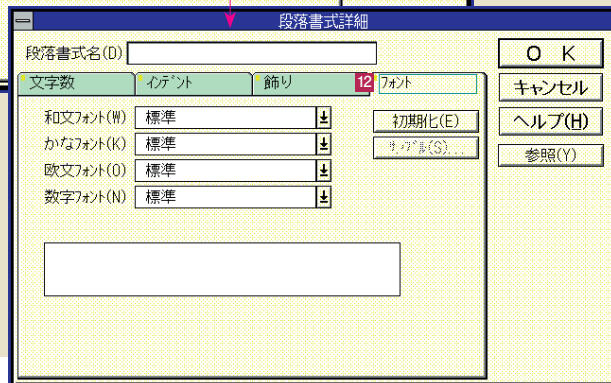 段落書式詳細
段落書式名(D)
文字数 インデント 飾り 12 フォント
和文フォント(W) 標準
かなフォント(K) 標準
欧文フォント(O) 標準
数字フォント(N) 標準
初期化(E)
サンプル(S)...
OK
キャンセル
ヘルプ(H)
参照(Y)